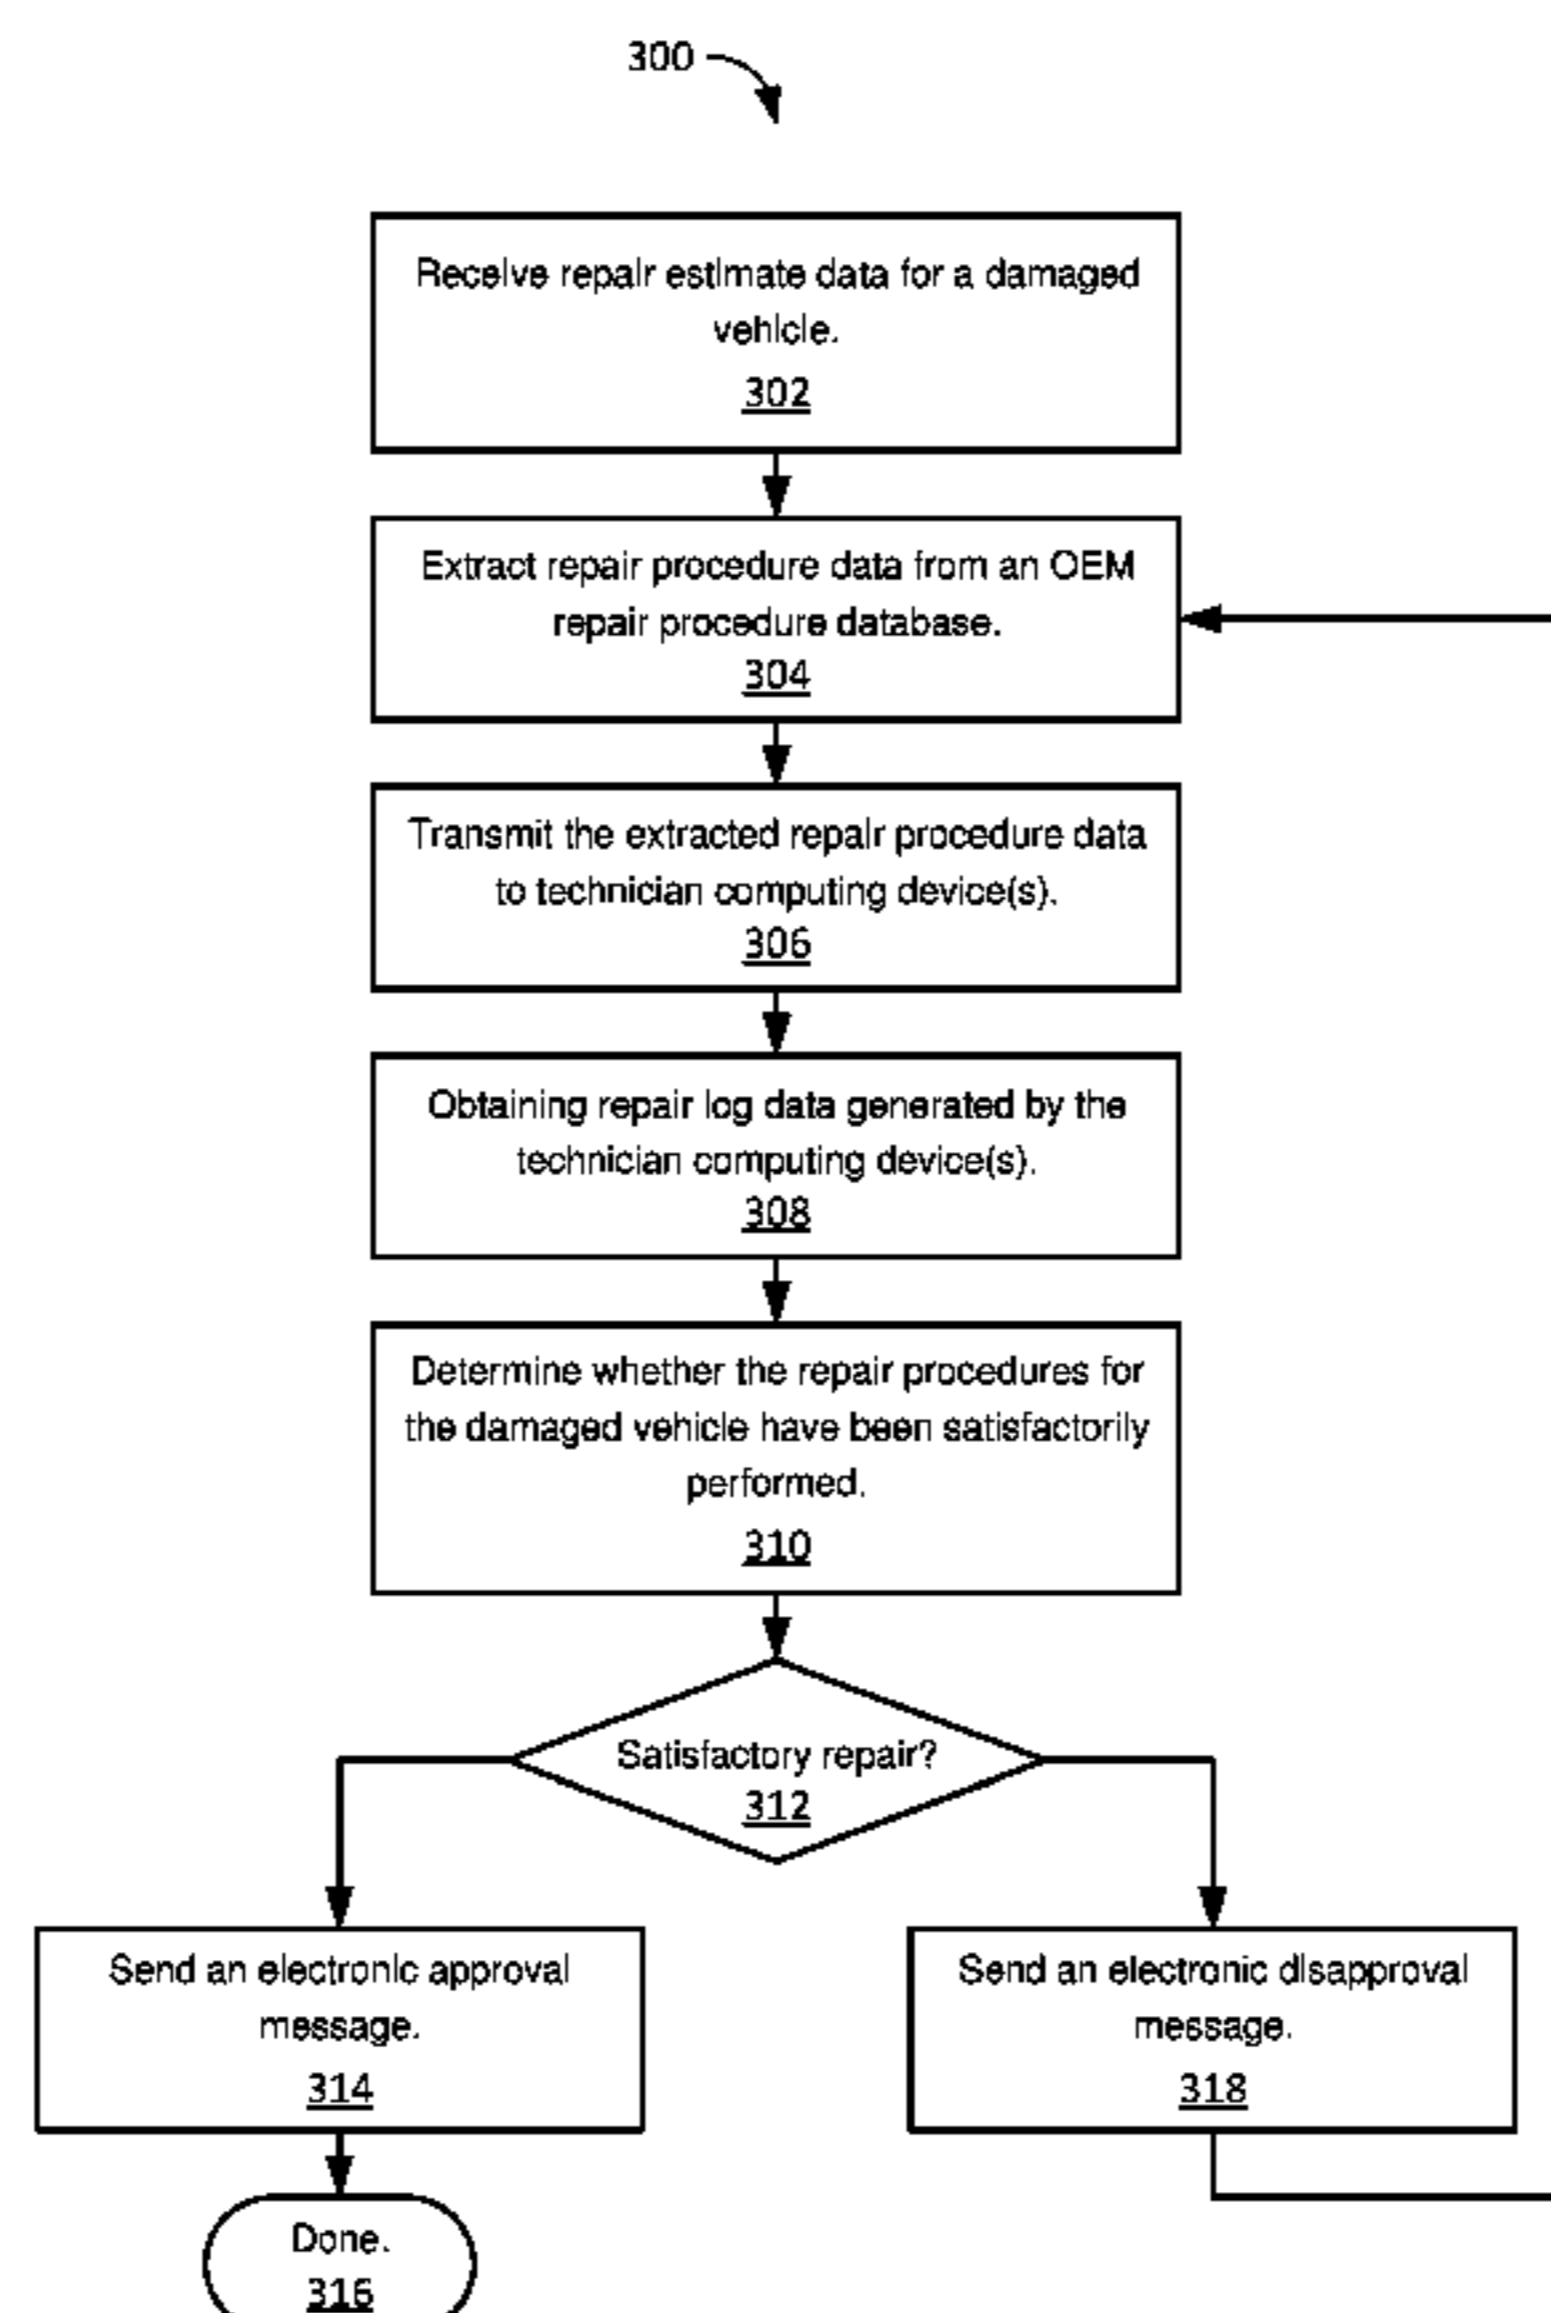 300
Receive repair estimate data for a damaged
vehicle.
302
Extract repair procedure data from an OEM
repair procedure database.
304
Transmit the extracted repair procedure data
to technician computing device(s).
306
Obtaining repair log data generated by the
technician computing device(s).
308
Determine whether the repair procedures for
the damaged vehicle have been satisfactorily
performed.
310
Satisfactory repair?
312
Send an electronic approval
message.
314
Send an electronic disapproval
message.
318
Done.
316